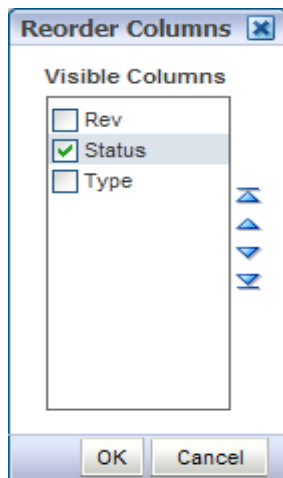 Reorder Columns
Visible Columns
Rev
Status
Type
OK Cancel